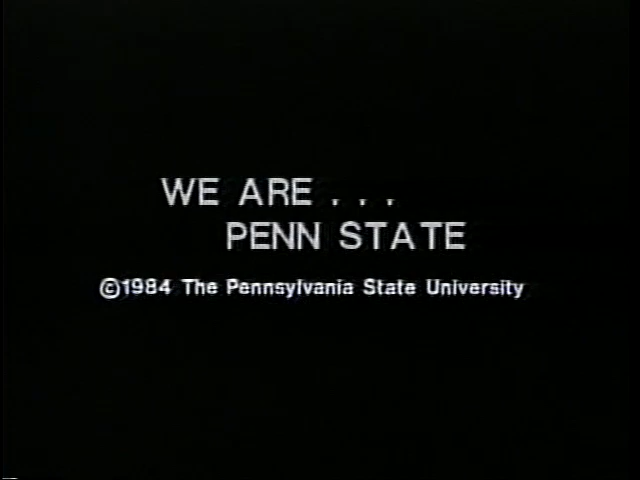 WE ARE . . .
PENN STATE
©1984 The Pennsylvania State University